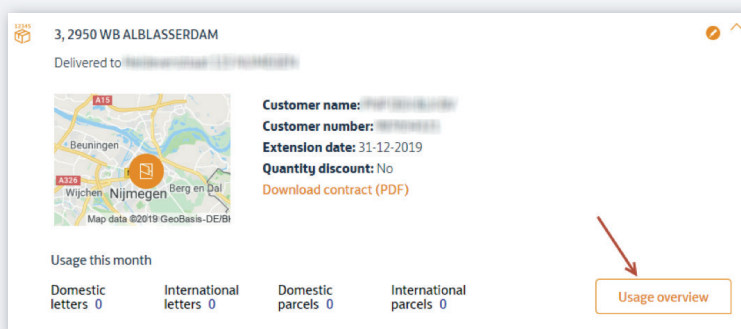 12345
3, 2950 WB ALBLASSERDAM
Delivered to
A15
Beuningen
A326
Wijchen Nijmegen Berg en Dal
Map data ©2019 GeoBasis-DE/B
Customer name:
Customer number:
Extension date: 31-12-2019
Quantity discount: No
Download contract (PDF)
Usage this month
Domestic letters 0
International letters 0
Domestic parcels 0
International parcels 0
Usage overview